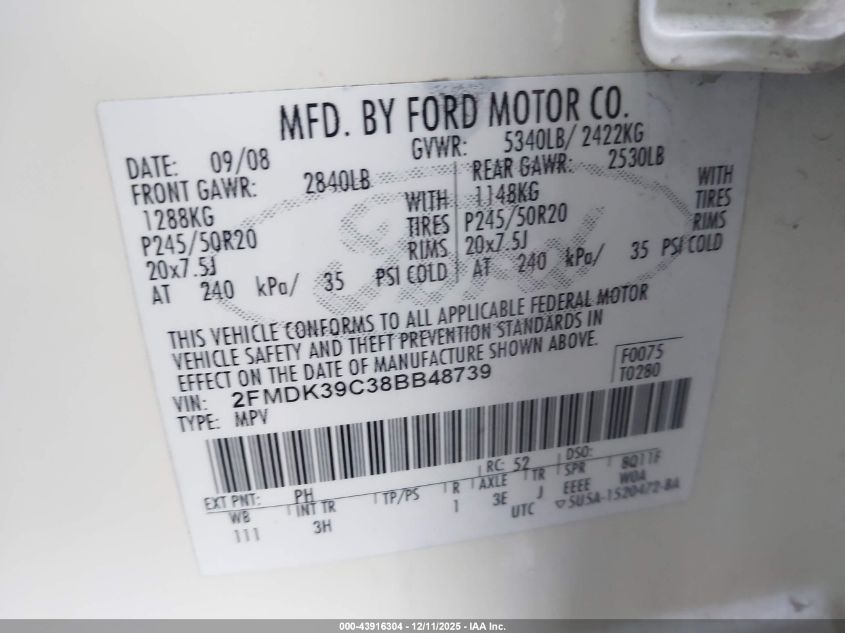 MFD. BY FORD MOTOR CO.
DATE: 09/08 GVWR: 5340LB/ 2422KG
FRONT GAWR: 2840LB REAR GAWR: 2530LB
1288KG WITH 1148KG WITH
P245/50R20 TIRES P245/50R20 TIRES
20x7.5J RIMS 20x7.5J RIMS
AT 240 kPa/ 35 PSI COLD AT 240 kPa/ 35 PSI COLD
THIS VEHICLE CONFORMS TO ALL APPLICABLE FEDERAL MOTOR
VEHICLE SAFETY AND THEFT PREVENTION STANDARDS IN
EFFECT ON THE DATE OF MANUFACTURE SHOWN ABOVE.
VIN: 2FMDK39C38BB48739 F0075
TYPE: MPV T0280
EXT PNT: PH RC: 52 DSO:
WB INT TR TP/PS R AXLE TR SPR 8Q11F
111 3H 1 3E J EEEE W0A
UTC ▽5U5A-1520472-BA
000-43916304 - 12/11/2025 - IAA Inc.